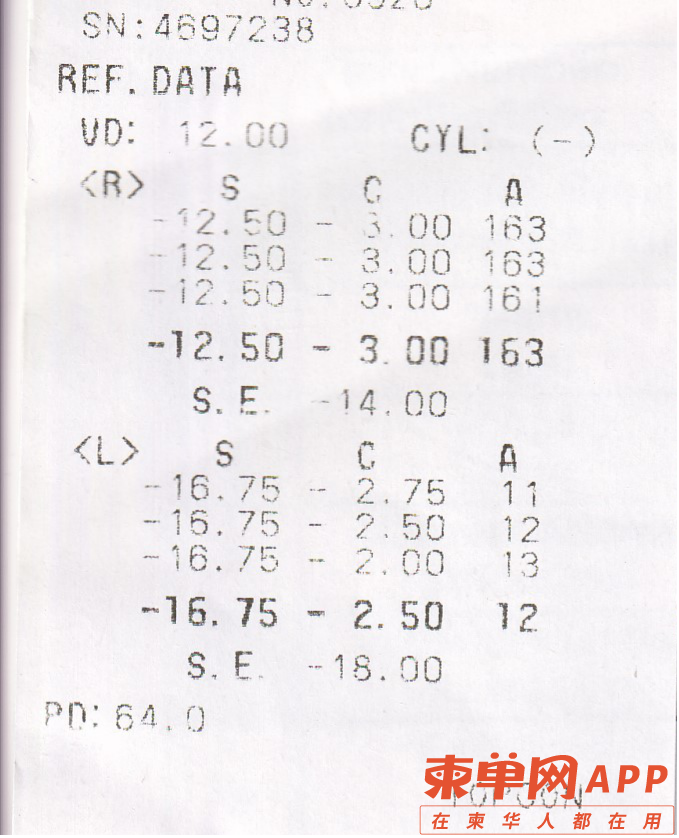 SN:4697238
REF.DATA
VD: 12.00 CYL: (-)
<R> S C A
-12.50 - 3.00 163
-12.50 - 3.00 163
-12.50 - 3.00 161
-12.50 - 3.00 163
S.E. -14.00
<L> S C A
-16.75 - 2.75 11
-16.75 - 2.50 12
-16.75 - 2.00 13
-16.75 - 2.50 12
S.E. -18.00
PD:64.0
TOPCON
柬单网APP
在柬华人都在用